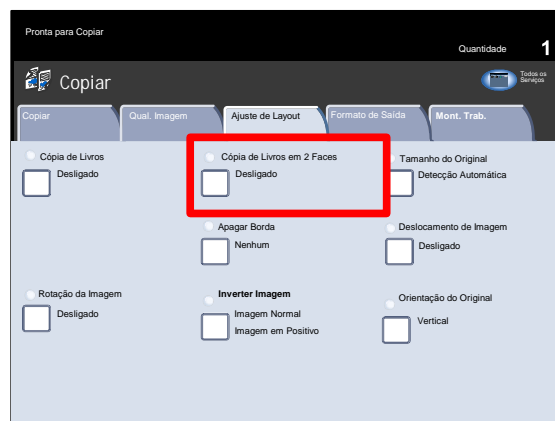 Pronta para Copiar
Quantidade 1
Copiar
Todos os
Serviços
Copiar
Qual. Imagem
Ajuste de Layout
Formato de Saída
Mont. Trab.
Cópia de Livros
Desligado
Cópia de Livros em 2 Faces
Desligado
Tamanho do Original
Detecção Automática
Apagar Borda
Nenhum
Deslocamento de Imagem
Desligado
Rotação da Imagem
Desligado
Inverter Imagem
Imagem Normal
Imagem em Positivo
Orientação do Original
Vertical